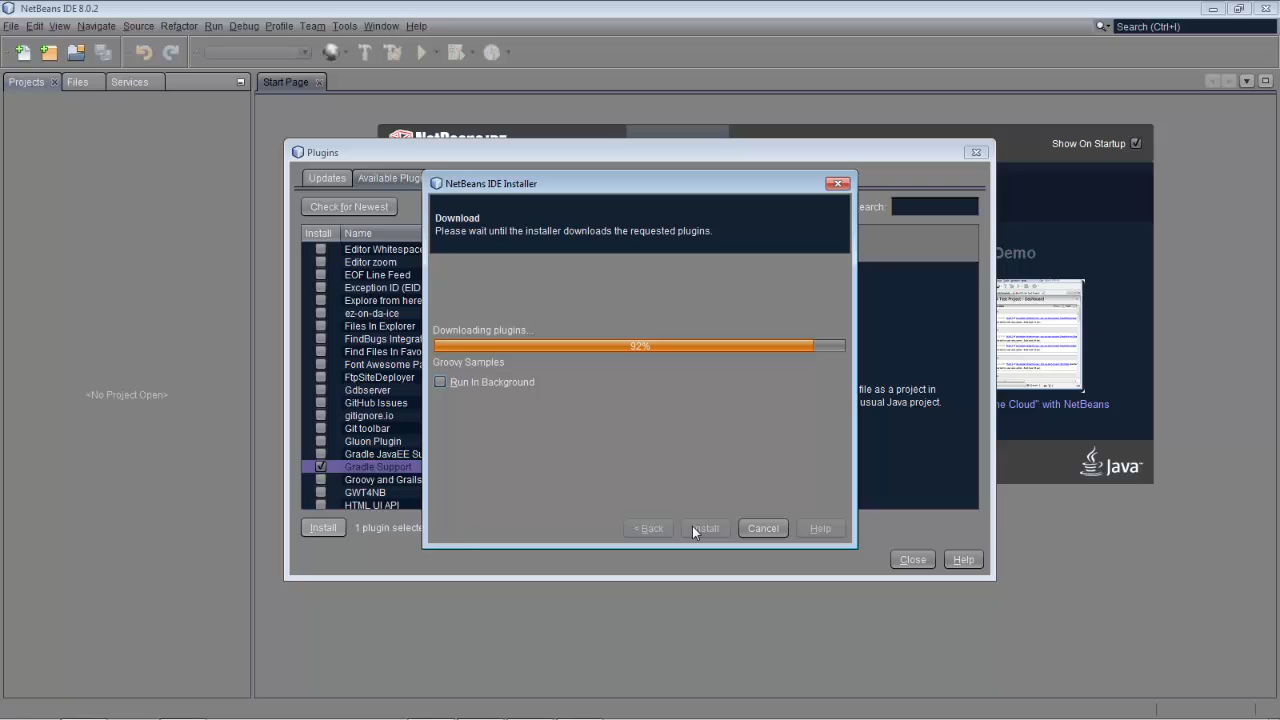 NetBeans IDE 8.0.2
File Edit View Navigate Source Refactor Run Debug Profile Team Tools Window Help
Search (Ctrl+I)
Projects Files Services
Start Page
<No Project Open>
NetBeans IDE
Show On Startup
Plugins
Updates
Available Plug
NetBeans IDE Installer
Check for Newest
earch:
Download
Please wait until the installer downloads the requested plugins.
Install Name
Editor Whitespace
Editor zoom
EOF Line Feed
Exception ID (EID
Explore from here
ez-on-da-ice
Files In Explorer
FindBugs Integrat
Find Files In Favo
Font Awesome Pa
FtpSiteDeployer
Gdbserver
GitHub Issues
gitignore.io
Git toolbar
Gluon Plugin
Gradle JavaEE Su
Gradle Support
Groovy and Grails
GWT4NB
HTML UI API
Downloading plugins...
92%
Groovy Samples
Run in Background
Demo
file as a project in
usual Java project.
ne Cloud" with NetBeans
Java
< Back Install Cancel Help
Install
1 plugin selecte
Close Help